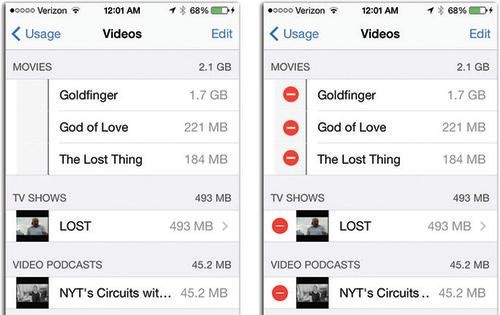 Verizon 12:01 AM 68%
Usage Videos Edit
MOVIES 2.1 GB
Goldfinger 1.7 GB
God of Love 221 MB
The Lost Thing 184 MB
TV SHOWS 493 MB
LOST 493 MB
VIDEO PODCASTS 45.2 MB
NYT's Circuits wit... 45.2 MB
Verizon 12:01 AM 68%
Usage Videos Edit
MOVIES 2.1 GB
Goldfinger 1.7 GB
God of Love 221 MB
The Lost Thing 184 MB
TV SHOWS 493 MB
LOST 493 MB
VIDEO PODCASTS 45.2 MB
NYT's Circuits .. 45.2 MB